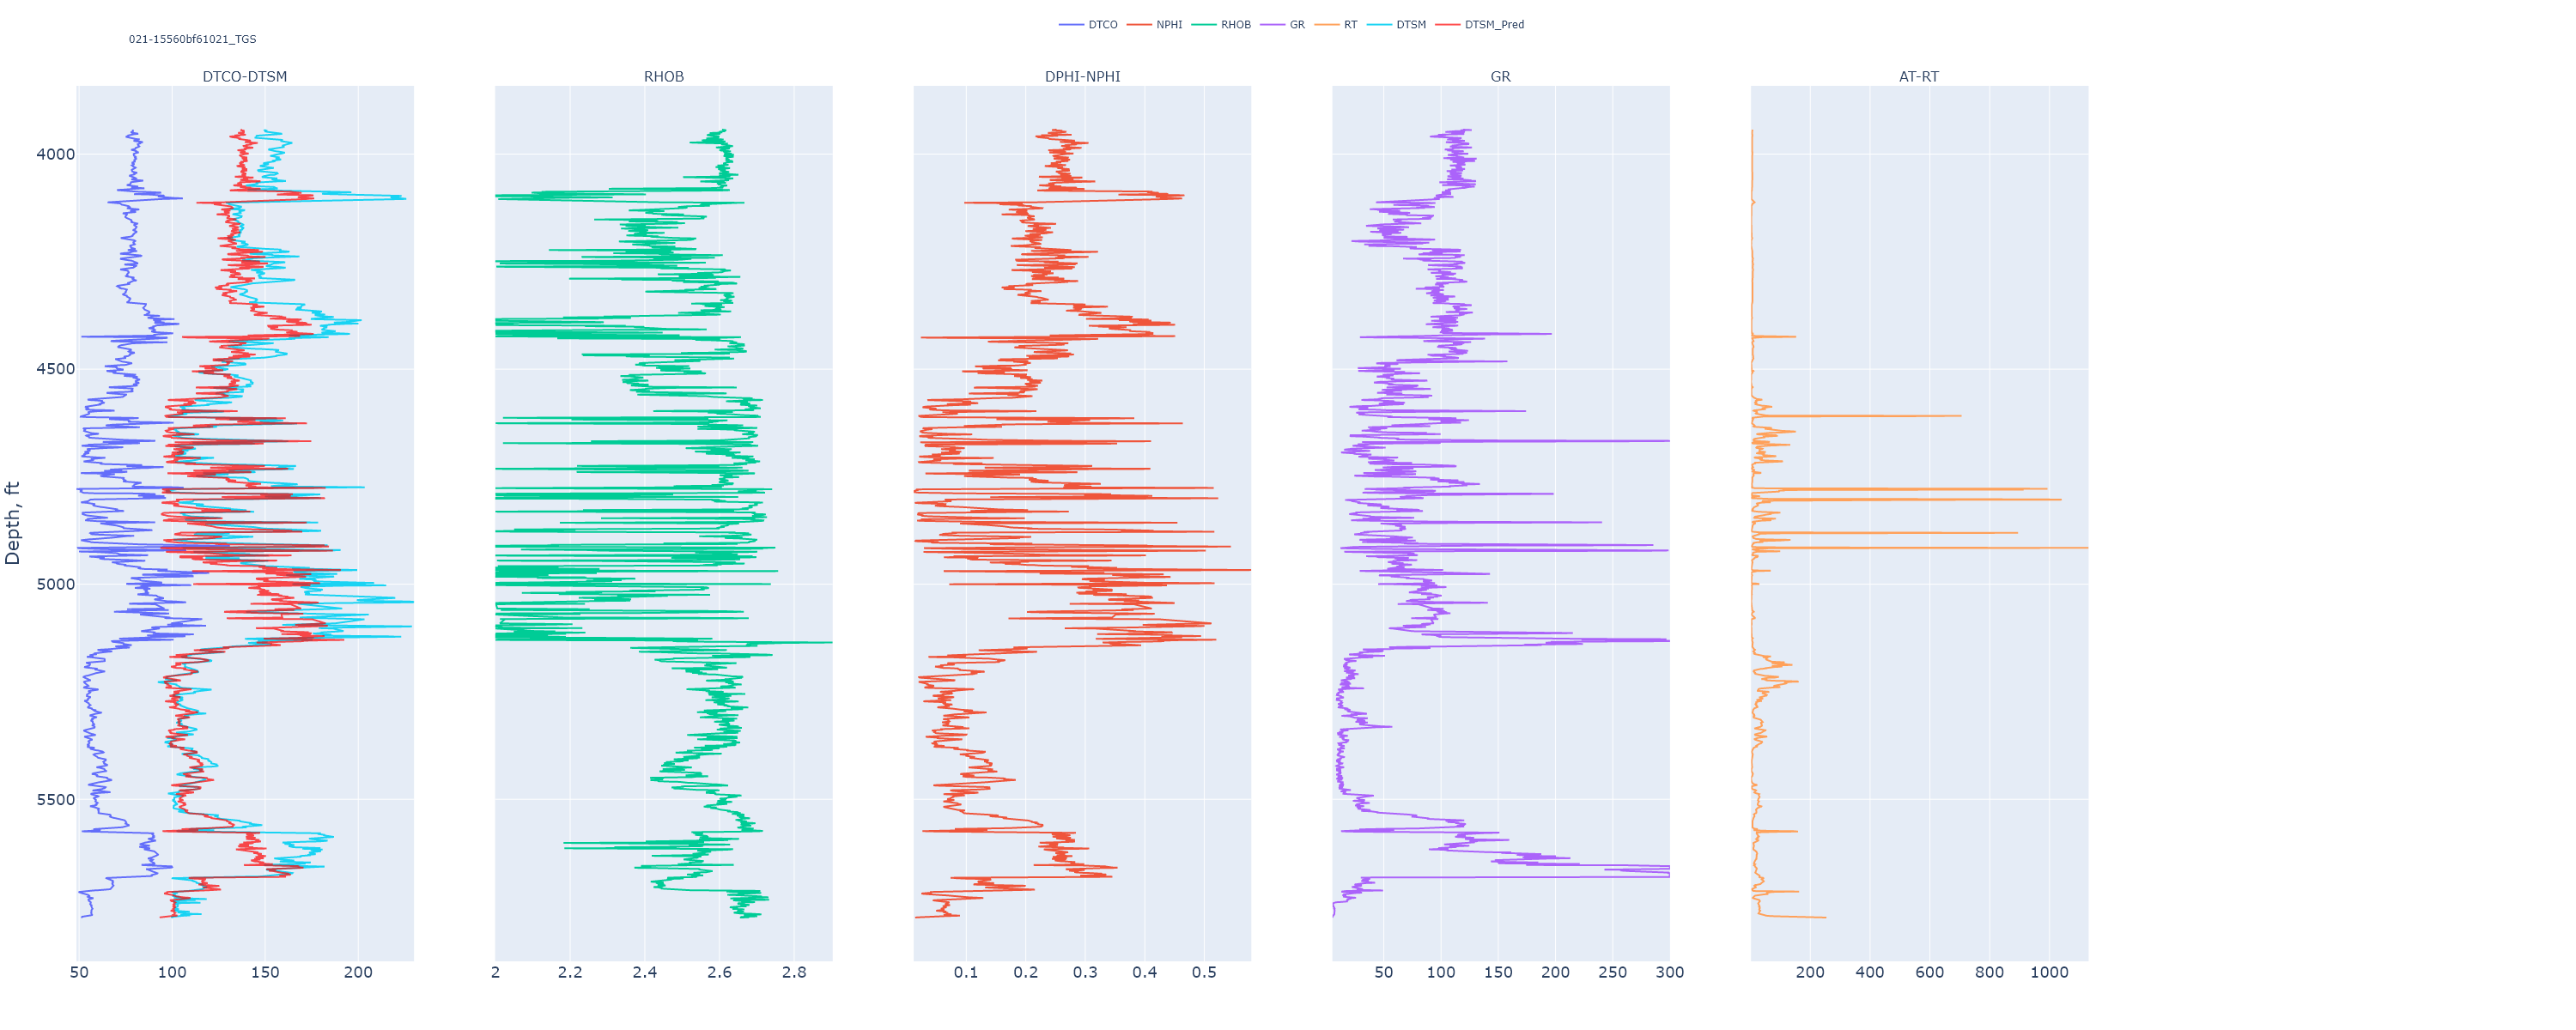 DTCO NPHI RHOB GR RT DTSM DTSM_Pred
021-15560bf61021_TGS
DTCO-DTSM RHOB DPHI-NPHI GR AT-RT
4000
4500
5000
5500
Depth, ft
50 100 150 200 2 2.2 2.4 2.6 2.8 0.1 0.2 0.3 0.4 0.5 50 100 150 200 250 300 200 400 600 800 1000